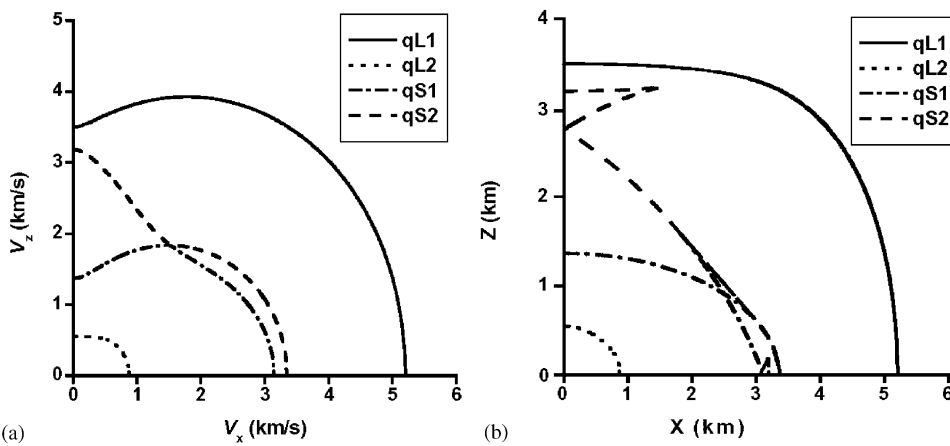 5
4
3
2
1
0
0 1 2 3 4 5 6
V_z (km/s)
V_x (km/s)
qL1
qL2
qS1
qS2
(a)
4
3
2
1
0
0 1 2 3 4 5 6
Z (km)
X (km)
qL1
qL2
qS1
qS2
(b)